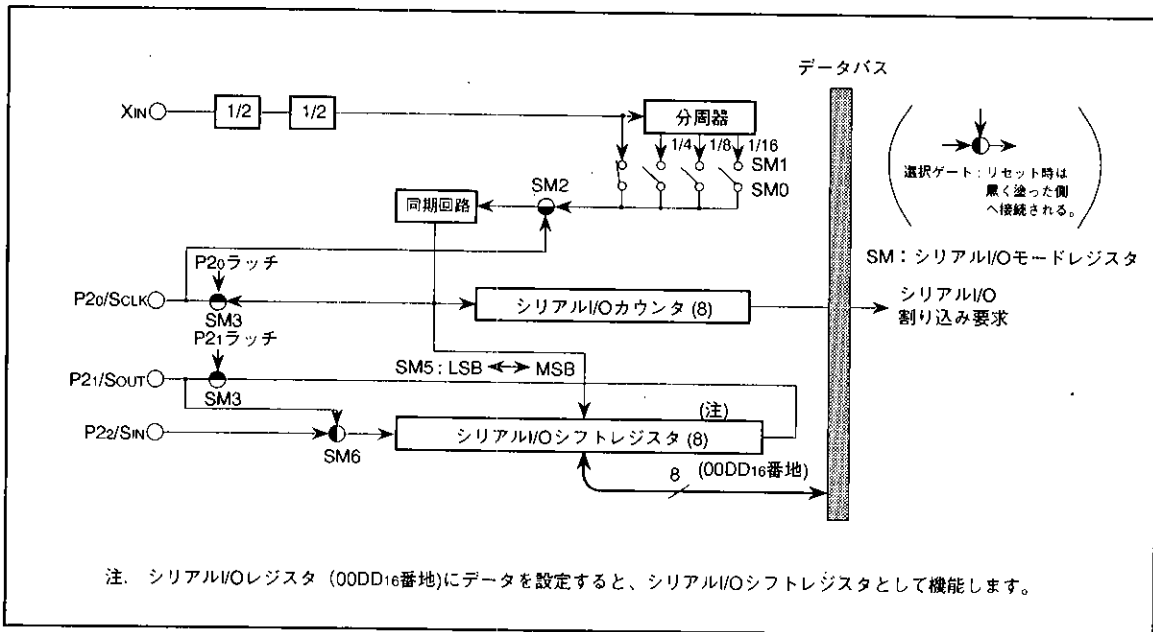 データバス
XIN
1/2
1/2
分周器
1/4
1/8
1/16
SM1
SM0
SM2
同期回路
選択ゲート：リセット時は
黒く塗った側
へ接続される。
SM：シリアルI/Oモードレジスタ
P20ラッチ
P20/SCLK
SM3
シリアルI/Oカウンタ (8)
シリアルI/O
割り込み要求
P21ラッチ
P21/SOUT
SM3
SM5 : LSB ⟷ MSB
P22/SIN
SM6
(注)
シリアルI/Oシフトレジスタ (8)
8
(00DD16番地)
注. シリアルI/Oレジスタ (00DD16番地)にデータを設定すると、シリアルI/Oシフトレジスタとして機能します。